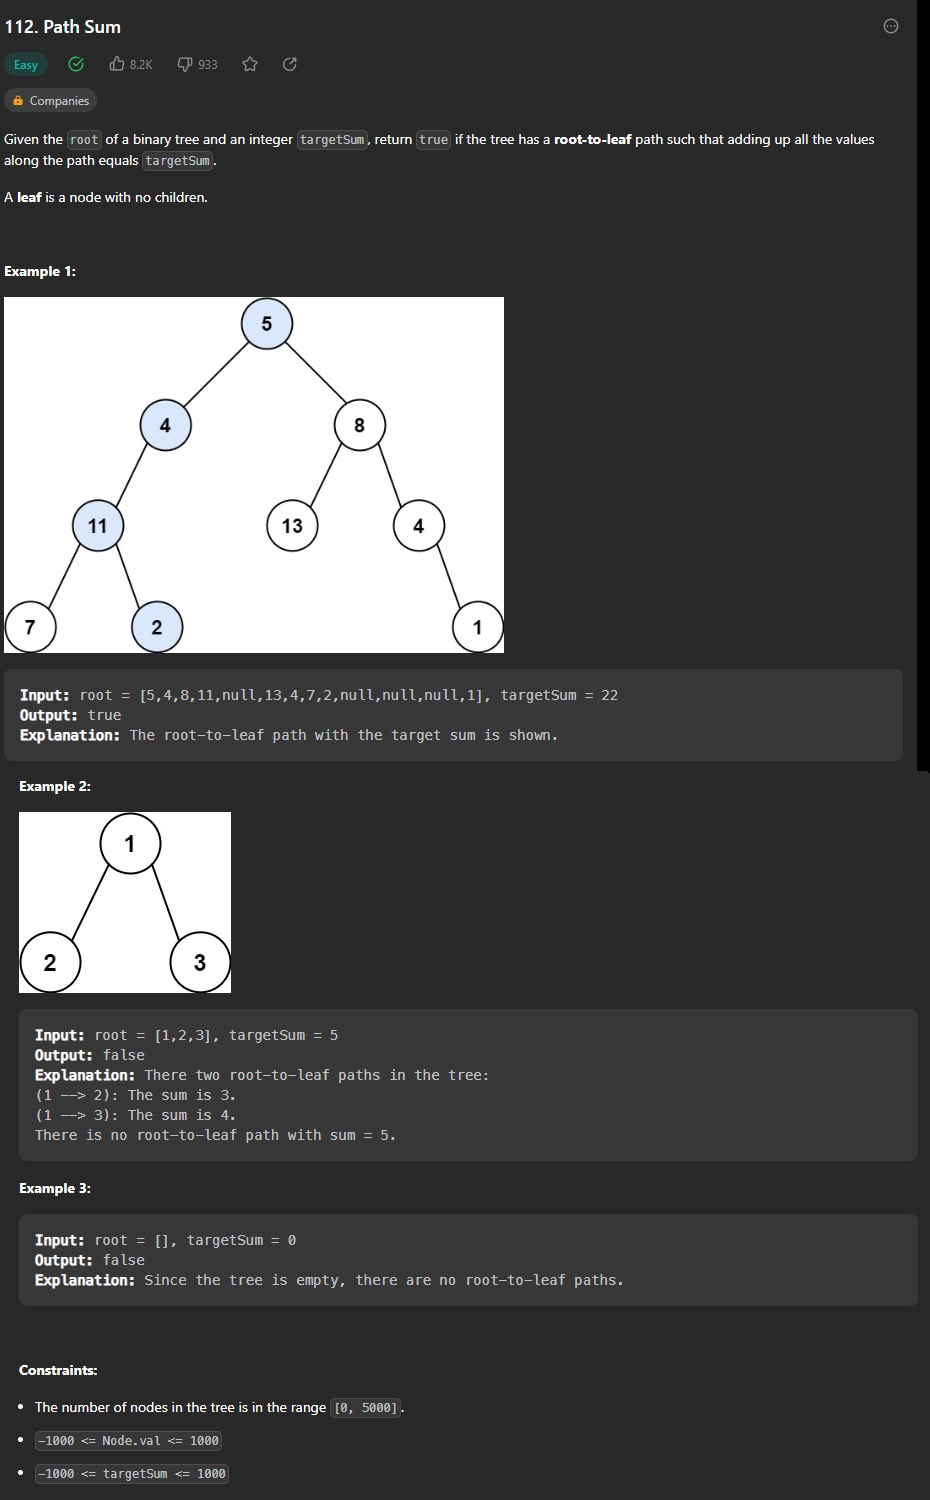 112. Path Sum
Easy 8.2K 933
Companies
Given the root of a binary tree and an integer targetSum, return true if the tree has a root-to-leaf path such that adding up all the values
along the path equals targetSum.
A leaf is a node with no children.
Example 1:
5
4 8
11 13 4
7 2 1
Input: root = [5,4,8,11,null,13,4,7,2,null,null,null,1], targetSum = 22
Output: true
Explanation: The root-to-leaf path with the target sum is shown.
Example 2:
1
2 3
Input: root = [1,2,3], targetSum = 5
Output: false
Explanation: There two root-to-leaf paths in the tree:
(1 --> 2): The sum is 3.
(1 --> 3): The sum is 4.
There is no root-to-leaf path with sum = 5.
Example 3:
Input: root = [], targetSum = 0
Output: false
Explanation: Since the tree is empty, there are no root-to-leaf paths.
Constraints:
• The number of nodes in the tree is in the range [0, 5000].
• -1000 <= Node.val <= 1000
• -1000 <= targetSum <= 1000